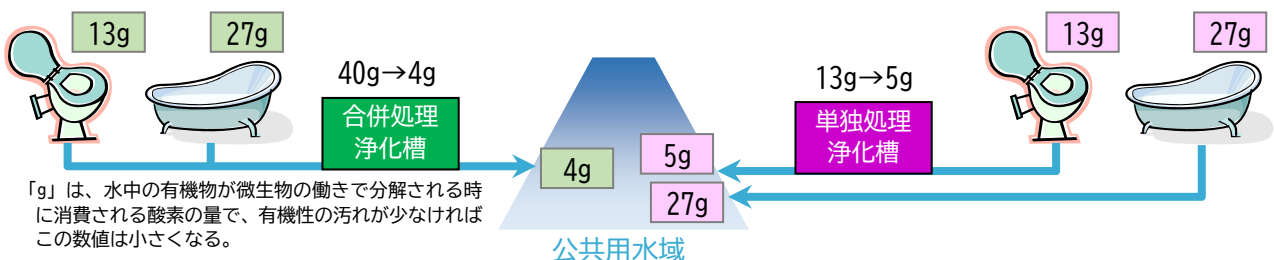 13g
27g
40g→4g
合併処理
浄化槽
「g」は、水中の有機物が微生物の働きで分解される時
に消費される酸素の量で、有機性の汚れが少なければ
この数値は小さくなる。
4g
5g
27g
公共用水域
13g→5g
単独処理
浄化槽
13g
27g